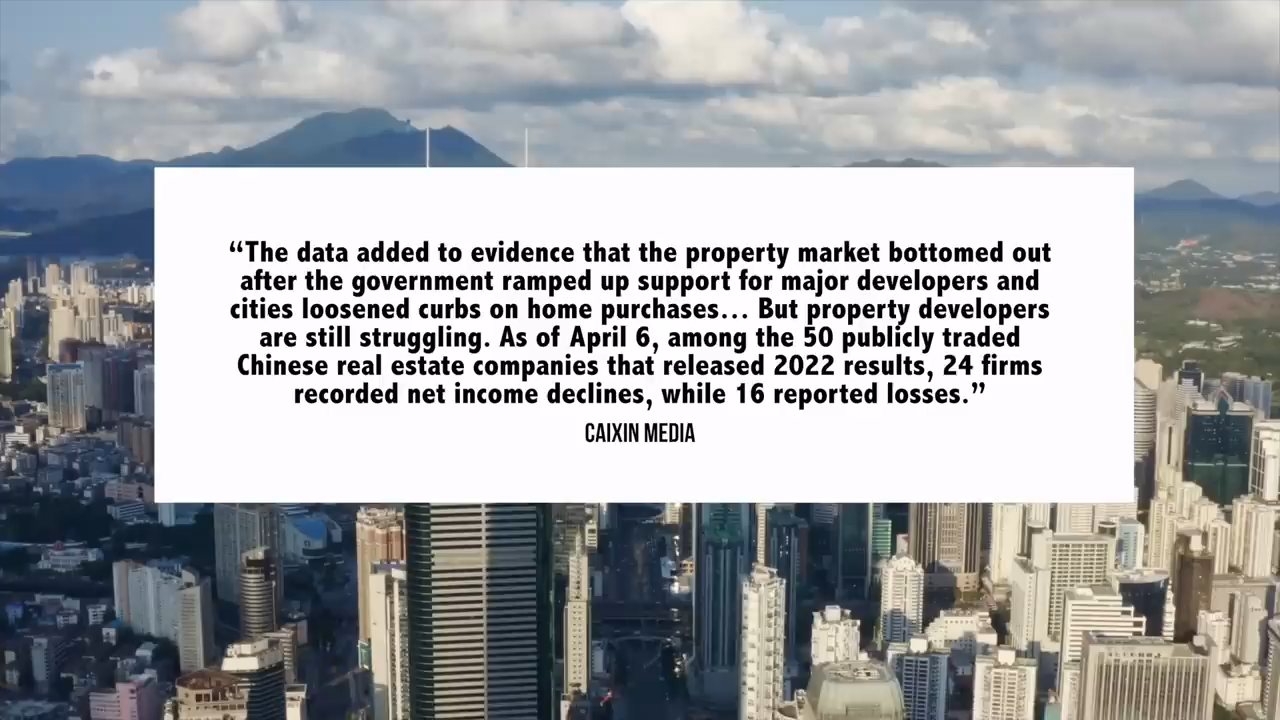 “The data added to evidence that the property market bottomed out
after the government ramped up support for major developers and
cities loosened curbs on home purchases... But property developers
are still struggling. As of April 6, among the 50 publicly traded
Chinese real estate companies that released 2022 results, 24 firms
recorded net income declines, while 16 reported losses.”
CAIXIN MEDIA